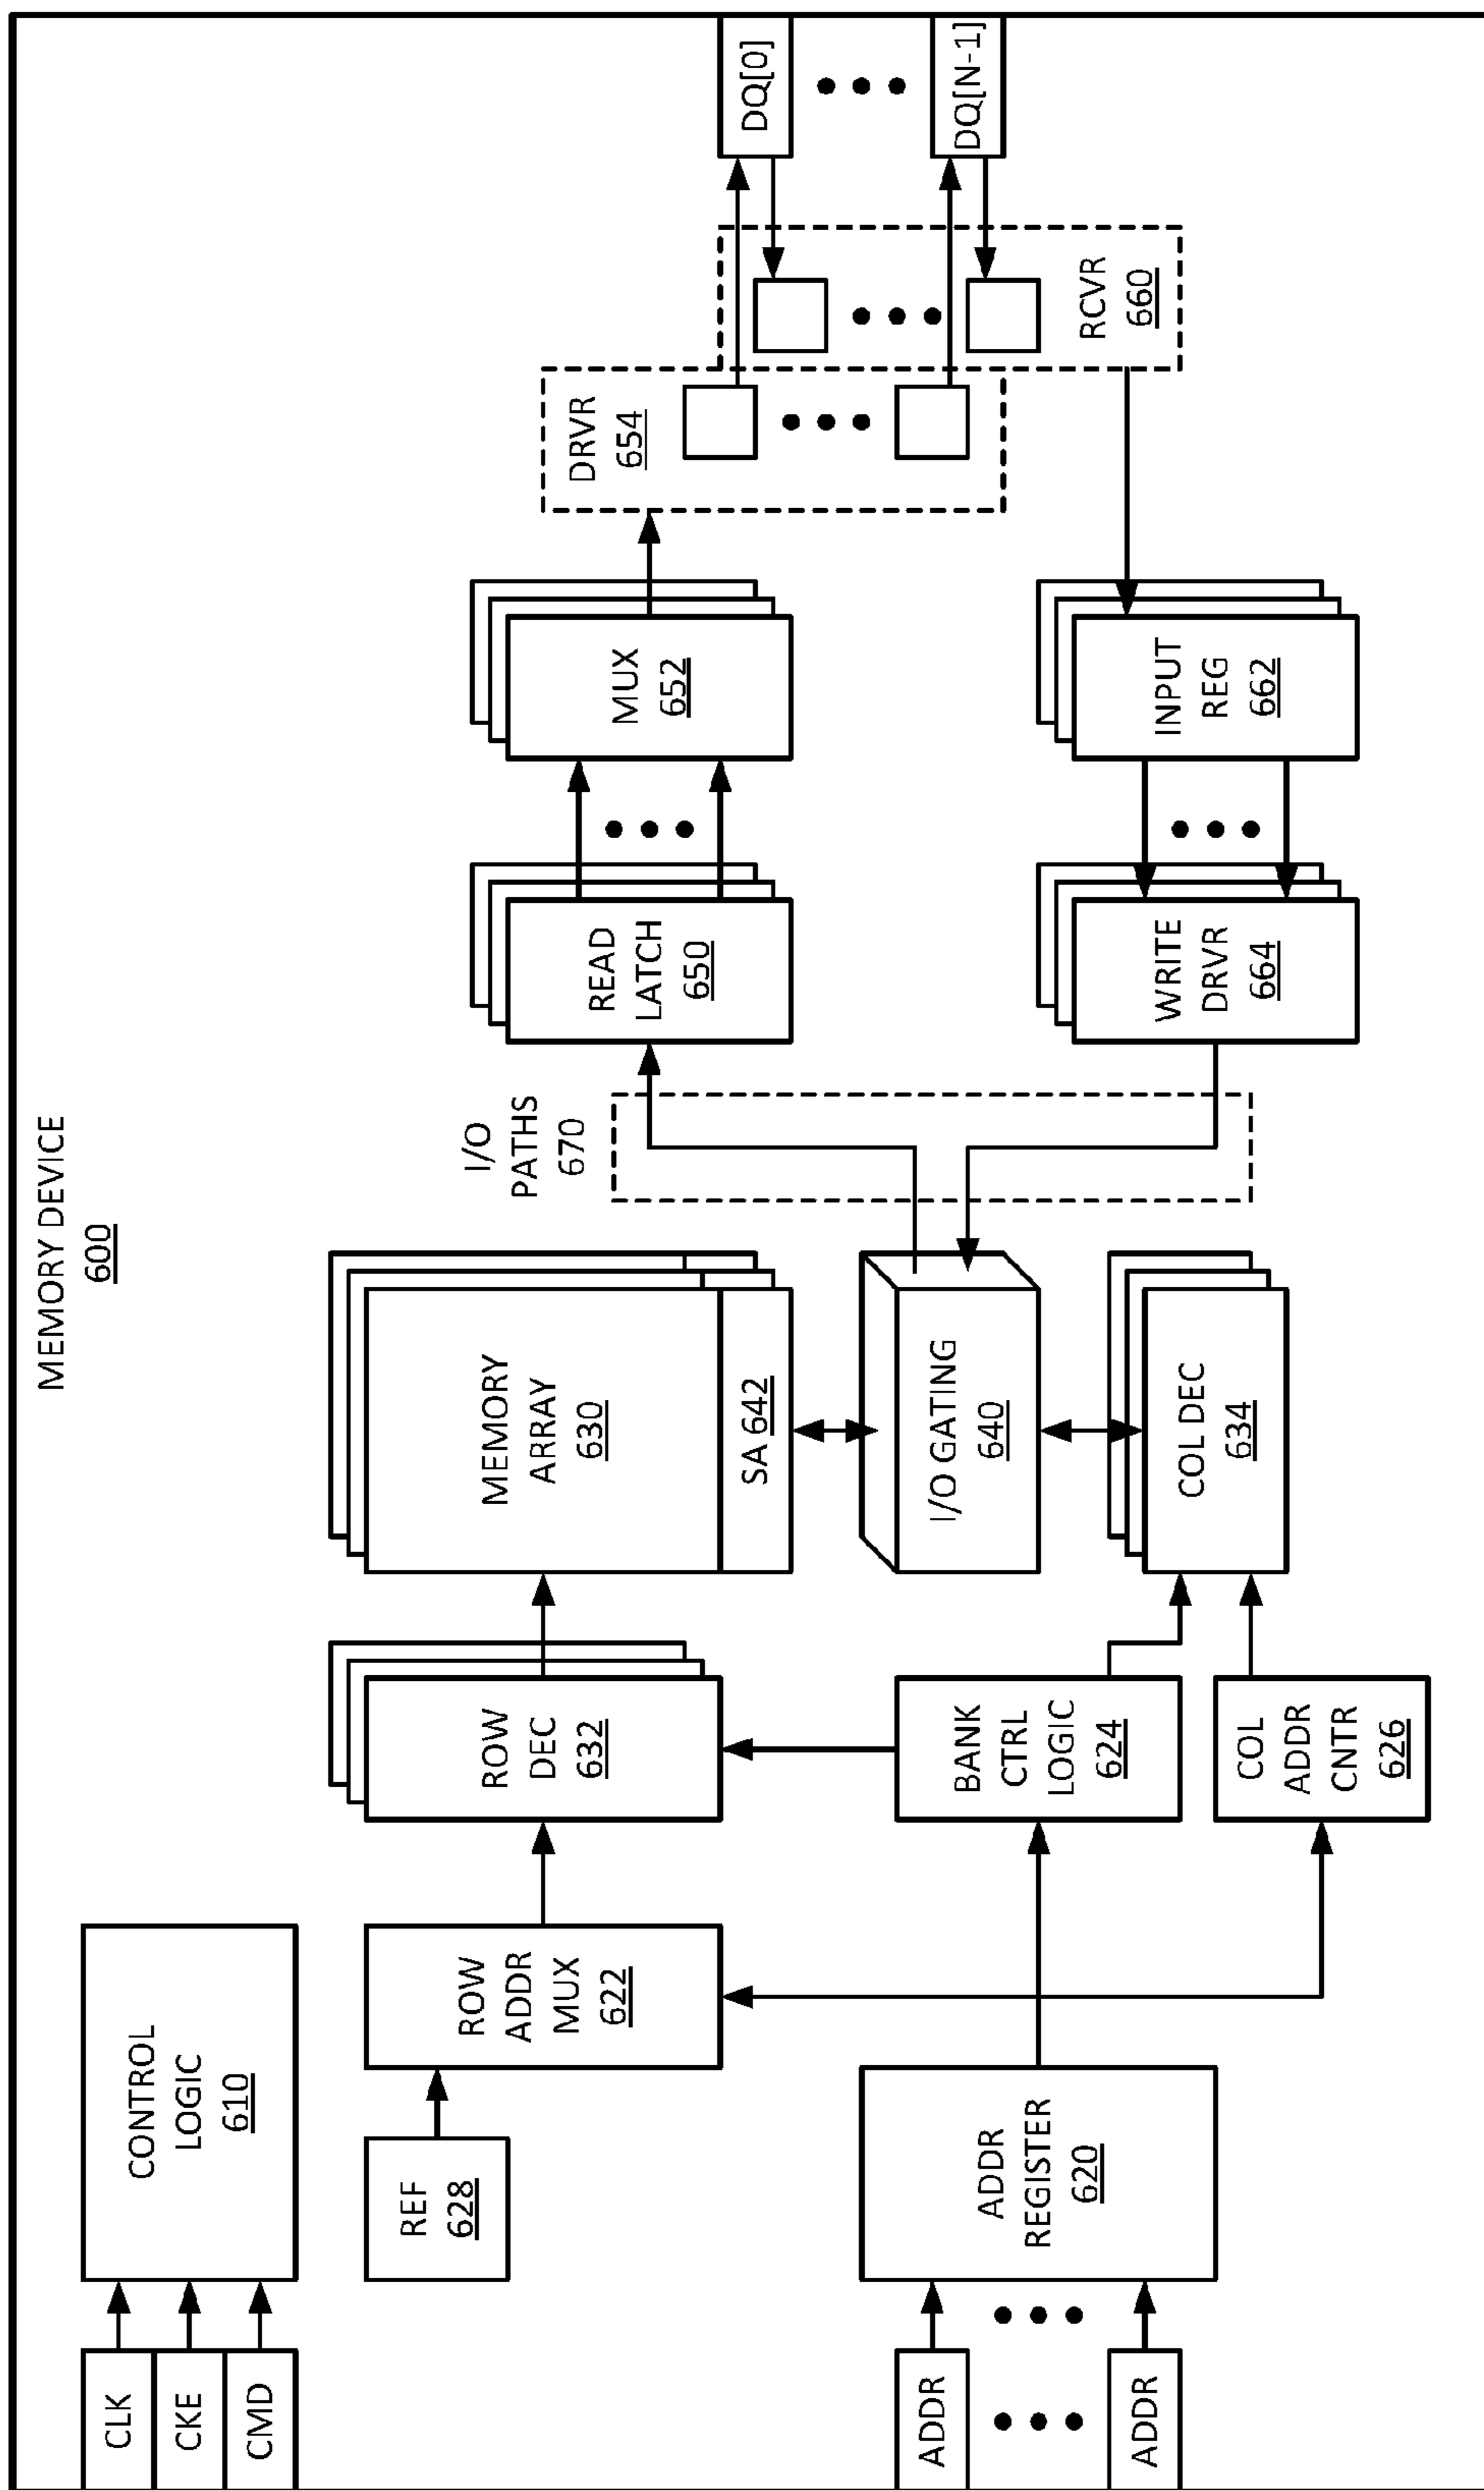 MEMORY DEVICE
600
CLK
CKE
CMD
CONTROL
LOGIC
610
REF
628
ROW
ADDR
MUX
622
ROW
DEC
632
MEMORY
ARRAY
630
SA 642
I/O
PATHS
670
READ
LATCH
650
MUX
652
DRVR
654
DQ[0]
DQ[N-1]
RCVR
660
ADDR
ADDR
ADDR
REGISTER
620
BANK
CTRL
LOGIC
624
I/O GATING
640
COL
ADDR
CNTR
626
COL DEC
634
WRITE
DRVR
664
INPUT
REG
662